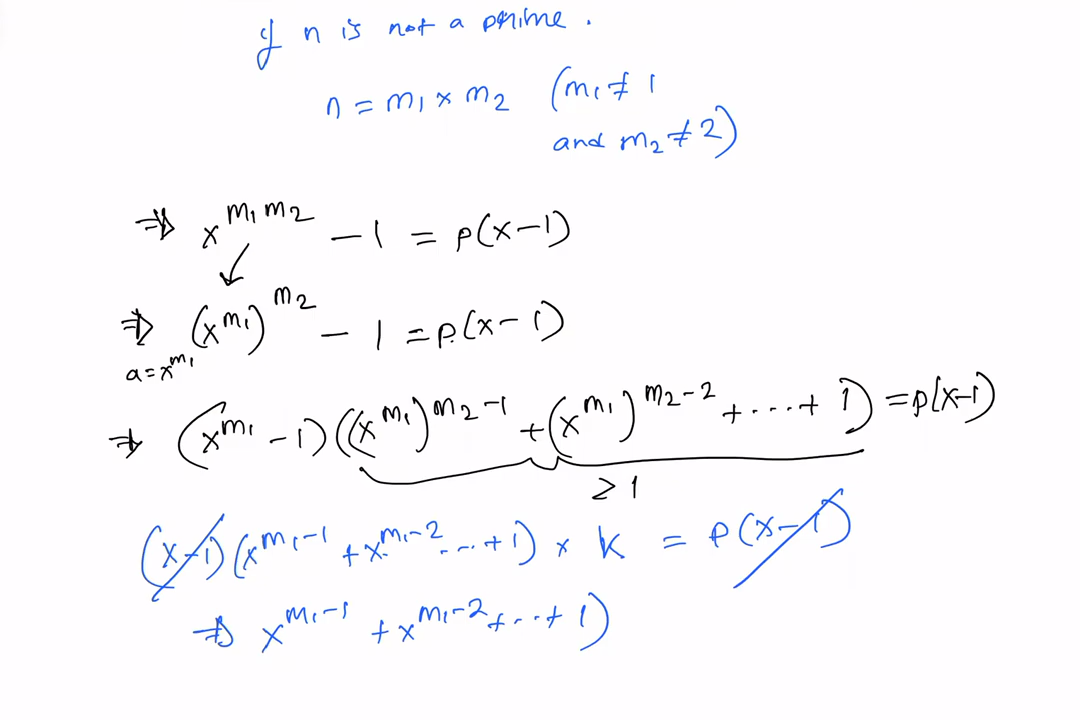 if n is not a prime.
n = m₁ × m₂ (m₁ ≠ 1
and m₂ ≠ 2)
⇒ x^{m₁m₂} − 1 = p(x−1)
⇒ (x^{m₁})^{m₂} − 1 = p(x−1)
a = x^{m₁}
⇒ (x^{m₁} − 1)((x^{m₁})^{m₂−1} + (x^{m₁})^{m₂−2} + ⋯ + 1) = p(x−1)
≥ 1
(x−1)(x^{m₁−1} + x^{m₁−2} ⋯ + 1) × k = p(x−1)
⇒ x^{m₁−1} + x^{m₁−2} + ⋯ + 1)